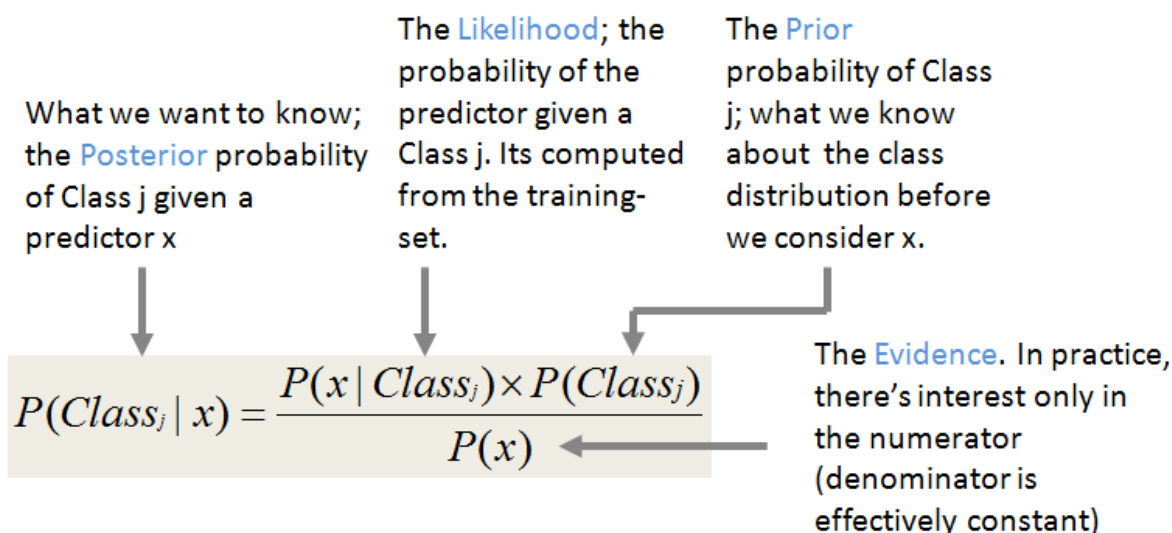 What we want to know;
the Posterior probability
of Class j given a
predictor x
The Likelihood; the
probability of the
predictor given a
Class j. Its computed
from the training-
set.
The Prior
probability of Class
j; what we know
about the class
distribution before
we consider x.
P(Classⱼ | x) = P(x | Classⱼ) × P(Classⱼ)
P(x)
The Evidence. In practice,
there's interest only in
the numerator
(denominator is
effectively constant)